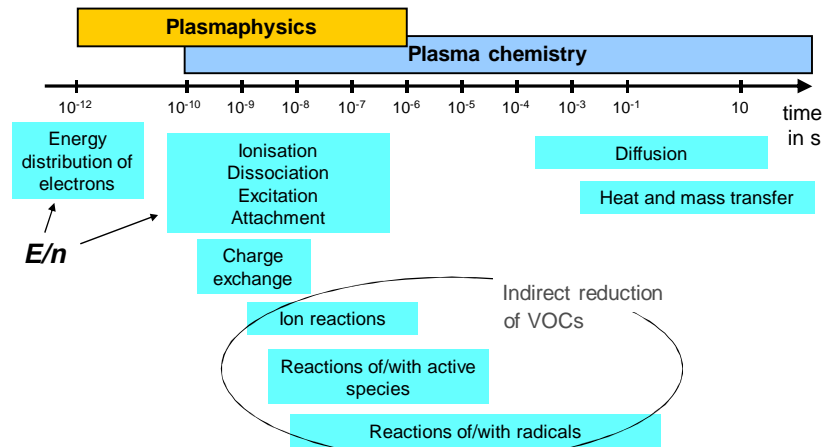 Plasmaphysics
Plasma chemistry
10-12 10-10 10-9 10-8 10-7 10-6 10-5 10-4 10-3 10-1 10
time
in s
Energy
distribution of
electrons
Ionisation
Dissociation
Excitation
Attachment
Diffusion
Heat and mass transfer
E/n
Charge
exchange
Indirect reduction
of VOCs
Ion reactions
Reactions of/with active
species
Reactions of/with radicals